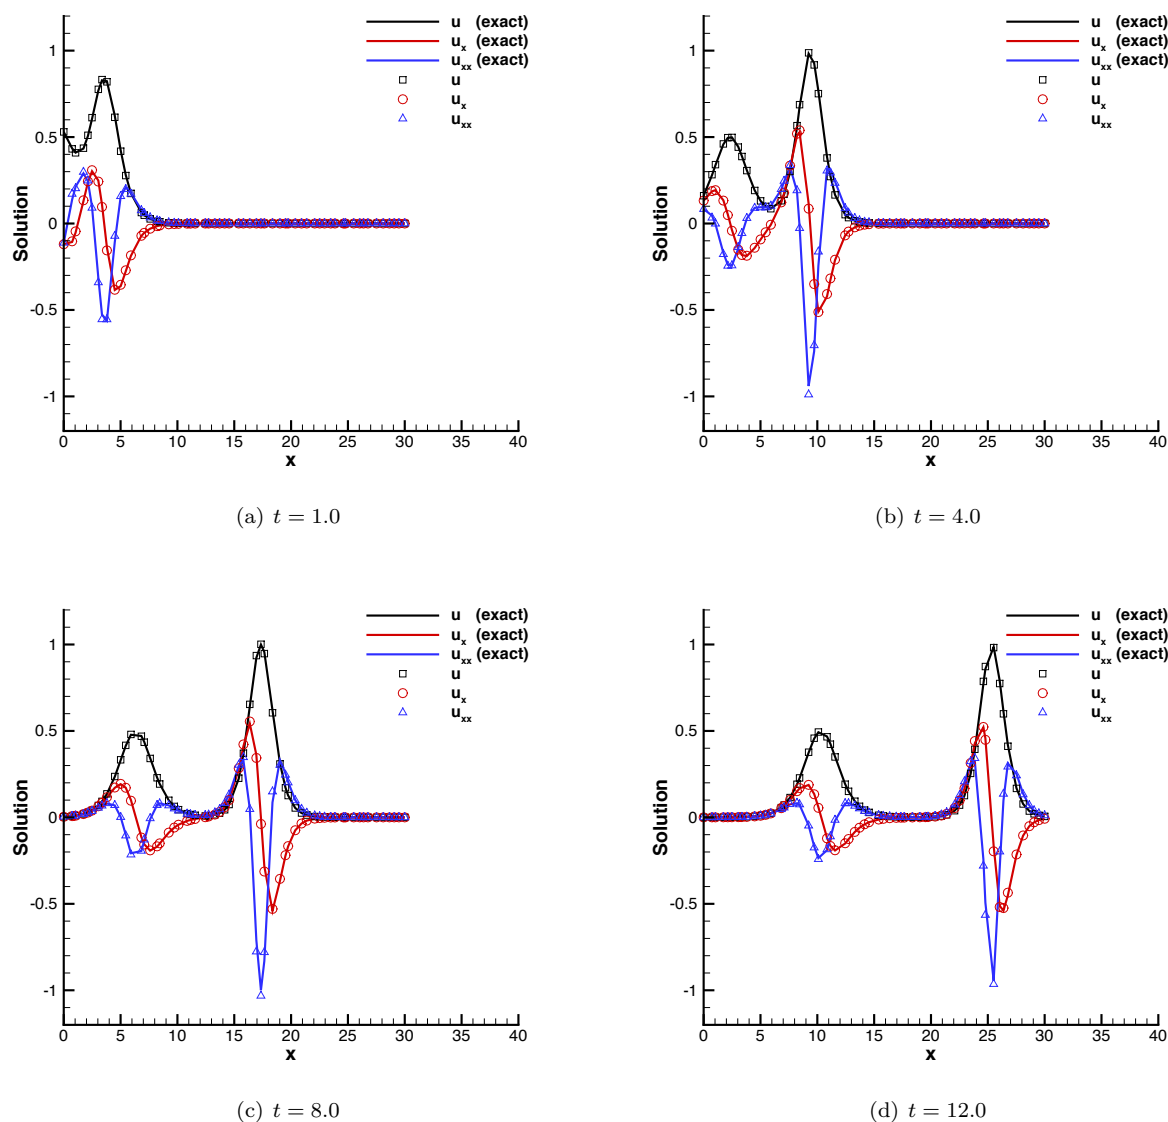 u (exact)
u_x (exact)
u_xx (exact)
u
u_x
u_xx
Solution
1
0.5
0
-0.5
-1
0 5 10 15 20 25 30 35 40
x
(a) t = 1.0
u (exact)
u_x (exact)
u_xx (exact)
u
u_x
u_xx
Solution
1
0.5
0
-0.5
-1
0 5 10 15 20 25 30 35 40
x
(b) t = 4.0
u (exact)
u_x (exact)
u_xx (exact)
u
u_x
u_xx
Solution
1
0.5
0
-0.5
-1
0 5 10 15 20 25 30 35 40
x
(c) t = 8.0
u (exact)
u_x (exact)
u_xx (exact)
u
u_x
u_xx
Solution
1
0.5
0
-0.5
-1
0 5 10 15 20 25 30 35 40
x
(d) t = 12.0